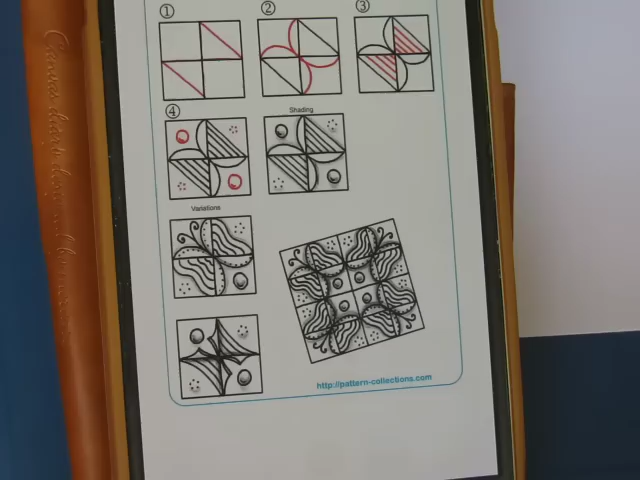 ① ② ③
④
Shading
Variations
http://pattern-collections.com